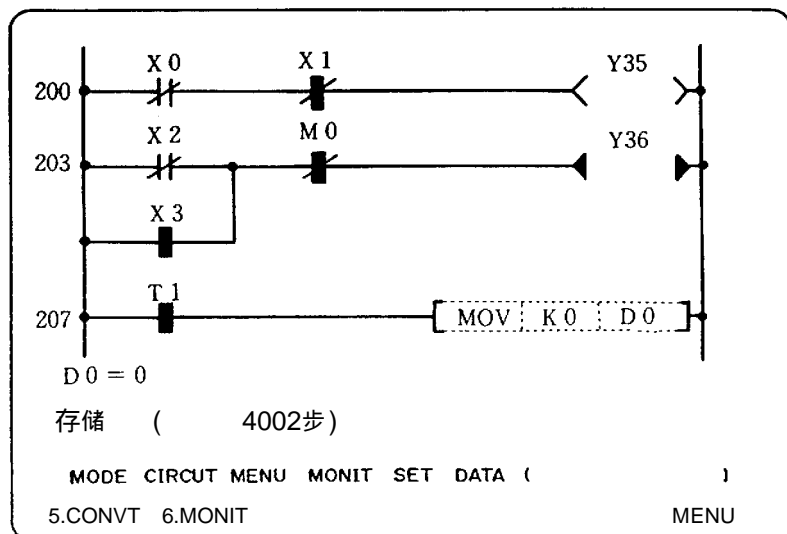 X 0 X 1 Y35
200
X 2 M 0 Y36
203
X 3
T 1
207 MOV K 0 D 0
D 0 = 0
存储 ( 4002步)
MODE CIRCUT MENU MONIT SET DATA ( )
5.CONVT 6.MONIT MENU